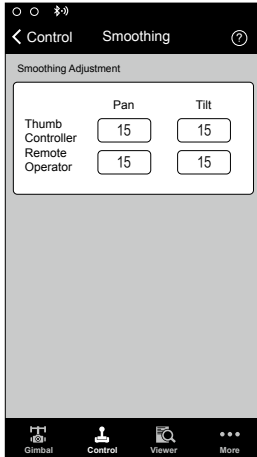 Control Smoothing ?
Smoothing Adjustment
Pan Tilt
Thumb
Controller 15 15
Remote
Operator 15 15
Gimbal Control Viewer More